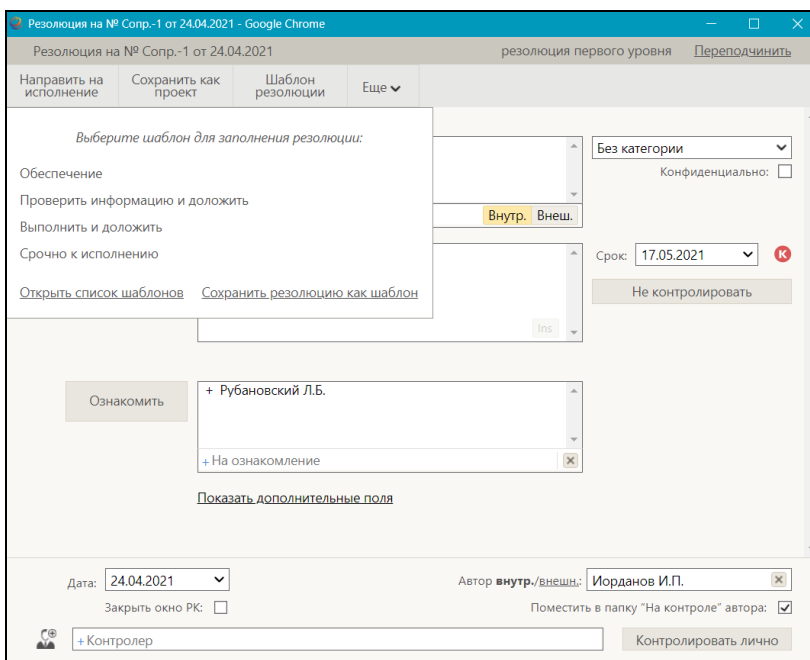 Резолюция на № Сопр.-1 от 24.04.2021 - Google Chrome
Резолюция на № Сопр.-1 от 24.04.2021 резолюция первого уровня Переподчинить
Направить на исполнение
Сохранить как проект
Шаблон резолюции
Еще
Выберите шаблон для заполнения резолюции:
Обеспечение
Проверить информацию и доложить
Выполнить и доложить
Срочно к исполнению
Открыть список шаблонов Сохранить резолюцию как шаблон
Без категории
Конфиденциально:
Внутр. Внеш.
Срок: 17.05.2021 К
Не контролировать
Ins
Ознакомить
+ Рубановский Л.Б.
+ На ознакомление
Показать дополнительные поля
Дата: 24.04.2021
Автор внутр./внешн.: Иорданов И.П.
Закрыть окно РК:
Поместить в папку "На контроле" автора:
+ Контролер
Контролировать лично